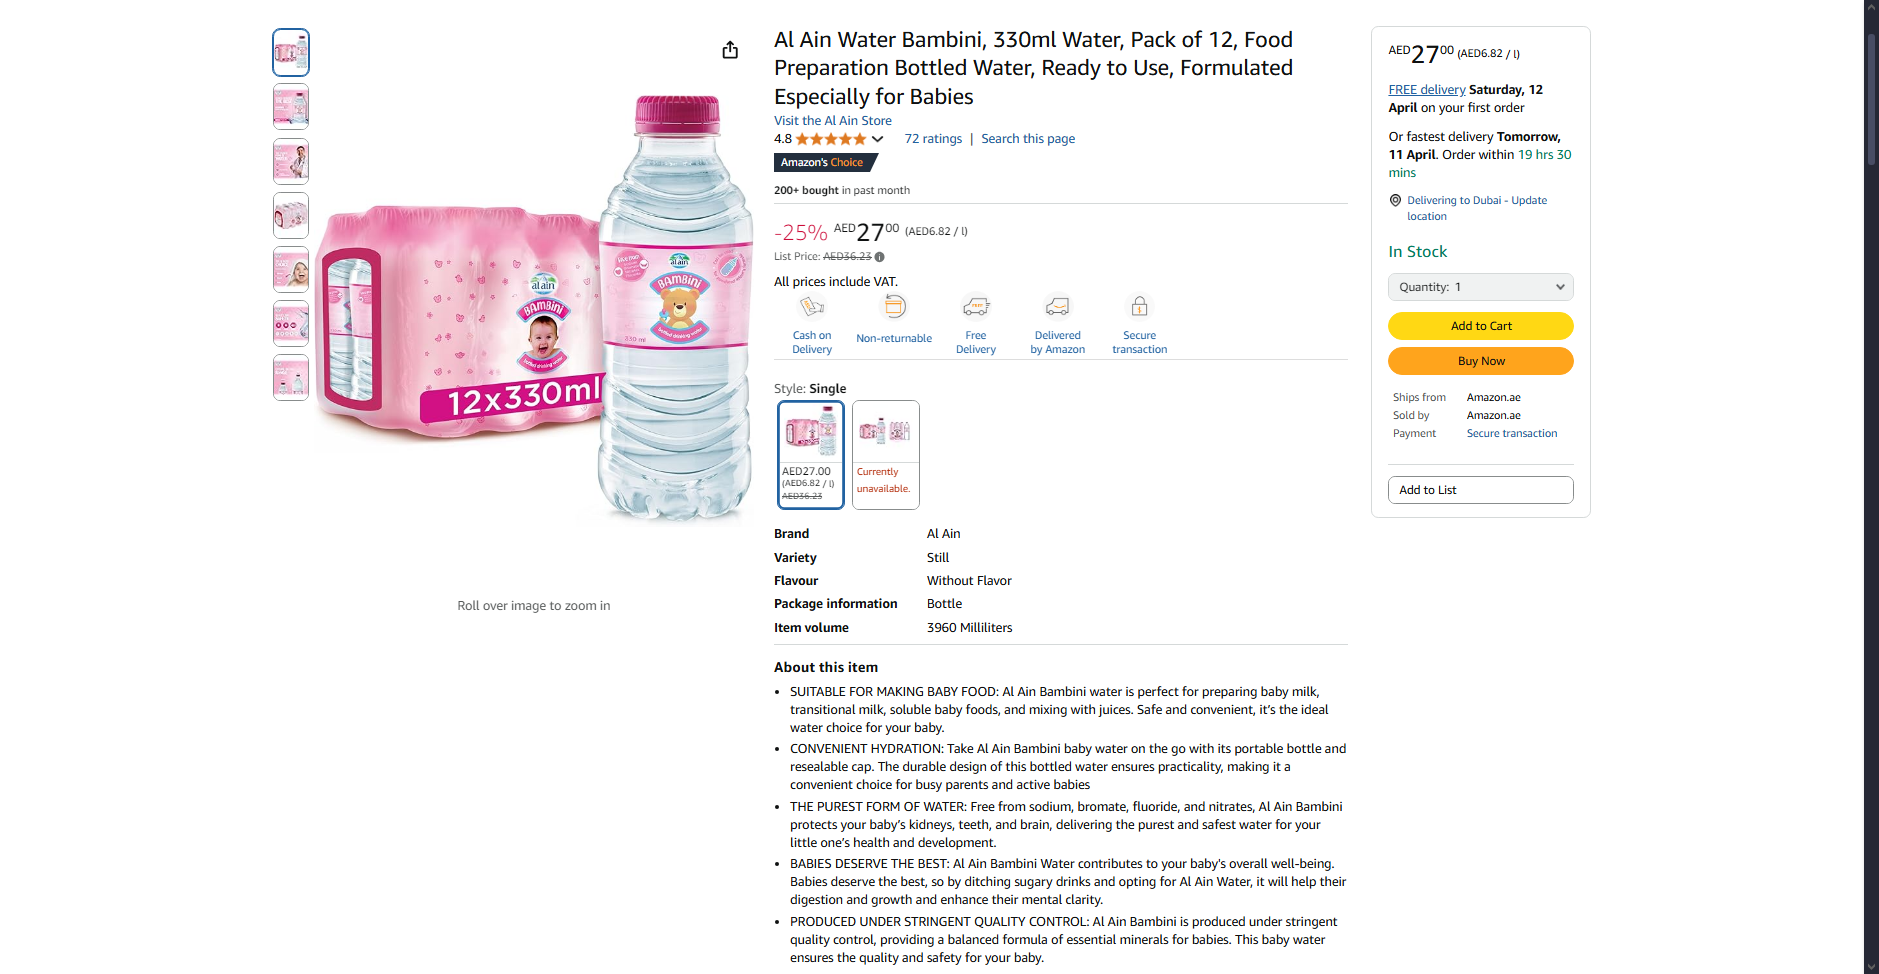 Al Ain Water Bambini, 330ml Water, Pack of 12, Food
Preparation Bottled Water, Ready to Use, Formulated
Especially for Babies
Visit the Al Ain Store
4.8
72 ratings | Search this page
Amazon's Choice
200+ bought in past month
-25% AED27⁰⁰ (AED6.82 / l)
List Price: AED36.23
All prices include VAT.
Cash on
Delivery
Non-returnable
Free
Delivery
Delivered
by Amazon
Secure
transaction
Style: Single
AED27.00
(AED6.82 / l)
AED36.23
Currently
unavailable.
Brand Al Ain
Variety Still
Flavour Without Flavor
Package information Bottle
Item volume 3960 Milliliters
About this item
• SUITABLE FOR MAKING BABY FOOD: Al Ain Bambini water is perfect for preparing baby milk,
transitional milk, soluble baby foods, and mixing with juices. Safe and convenient, it's the ideal
water choice for your baby.
• CONVENIENT HYDRATION: Take Al Ain Bambini baby water on the go with its portable bottle and
resealable cap. The durable design of this bottled water ensures practicality, making it a
convenient choice for busy parents and active babies
• THE PUREST FORM OF WATER: Free from sodium, bromate, fluoride, and nitrates, Al Ain Bambini
protects your baby's kidneys, teeth, and brain, delivering the purest and safest water for your
little one's health and development.
• BABIES DESERVE THE BEST: Al Ain Bambini Water contributes to your baby's overall well-being.
Babies deserve the best, so by ditching sugary drinks and opting for Al Ain Water, it will help their
digestion and growth and enhance their mental clarity.
• PRODUCED UNDER STRINGENT QUALITY CONTROL: Al Ain Bambini is produced under stringent
quality control, providing a balanced formula of essential minerals for babies. This baby water
ensures the quality and safety for your baby.
al ain
BAMBiNi
bottled drinking water
12x330ml
al ain
BAMBiNi
bottled drinking water
330 ml
Roll over image to zoom in
AED27⁰⁰ (AED6.82 / l)
FREE delivery Saturday, 12
April on your first order
Or fastest delivery Tomorrow,
11 April. Order within 19 hrs 30
mins
Delivering to Dubai - Update
location
In Stock
Quantity: 1
Add to Cart
Buy Now
Ships from Amazon.ae
Sold by Amazon.ae
Payment Secure transaction
Add to List